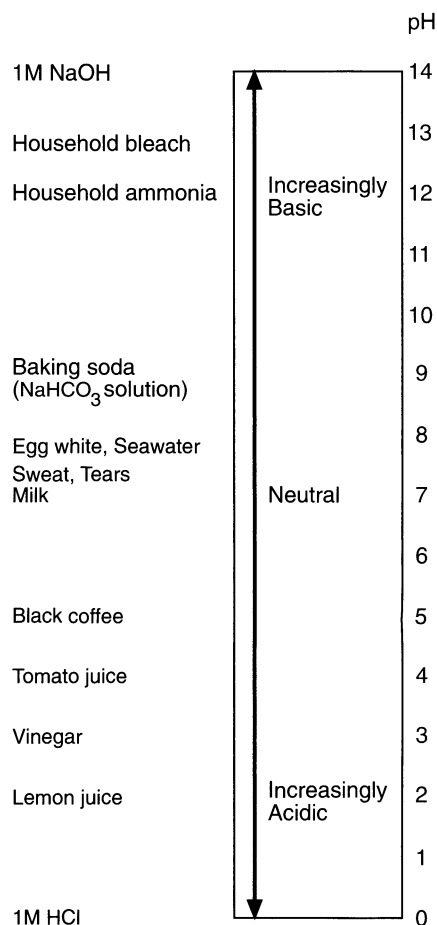 pH
1M NaOH 14
13
Household bleach
Household ammonia Increasingly 12
Basic
11
10
Baking soda 9
(NaHCO3 solution)
8
Egg white, Seawater
Sweat, Tears
Milk Neutral 7
6
Black coffee 5
Tomato juice 4
Vinegar 3
Lemon juice Increasingly 2
Acidic
1
1M HCl 0